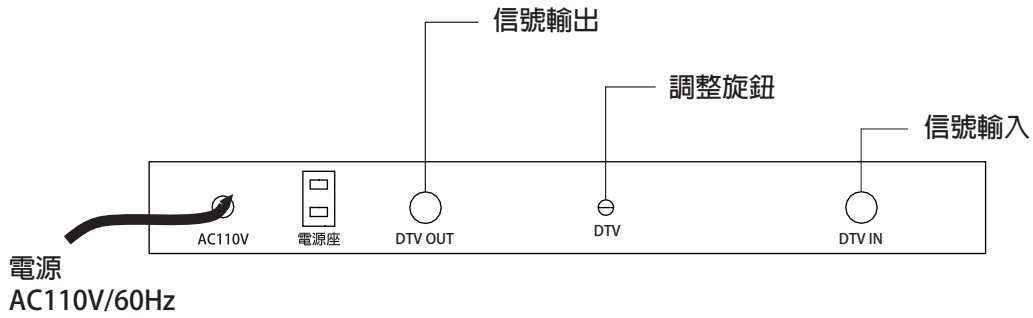 信號輸出
調整旋鈕
信號輸入
AC110V
電源座
DTV OUT
DTV
DTV IN
電源
AC110V/60Hz